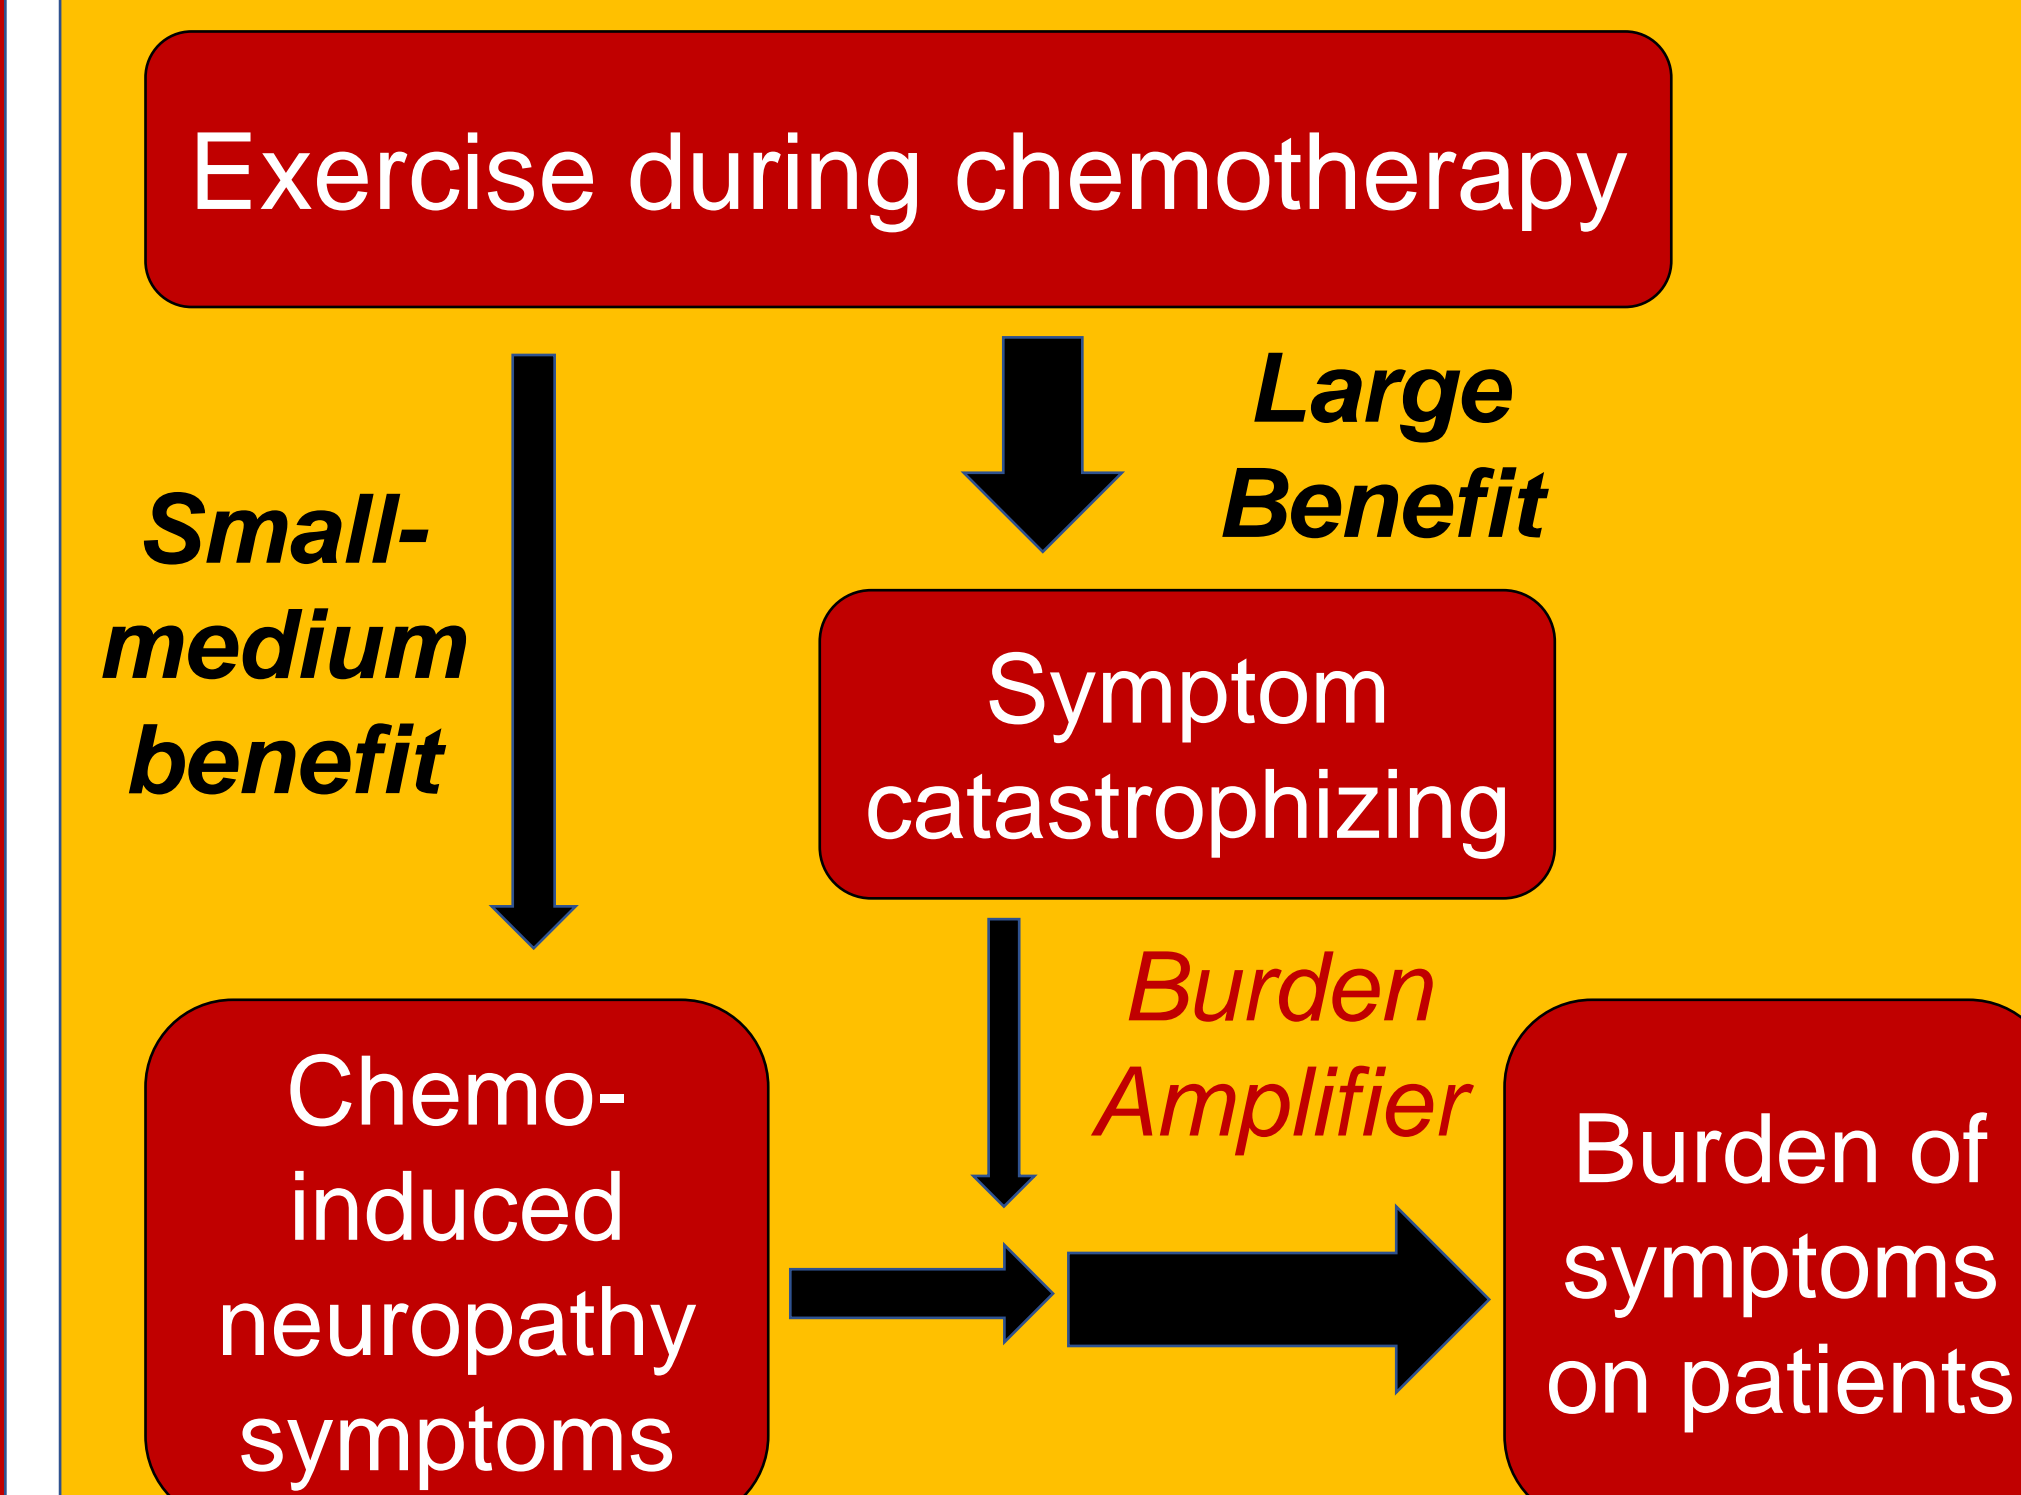 Exercise during chemotherapy
Large
Benefit
Small-
medium
benefit
Symptom
catastrophizing
Burden
Amplifier
Chemo-
induced
neuropathy
symptoms
Burden of
symptoms
on patients